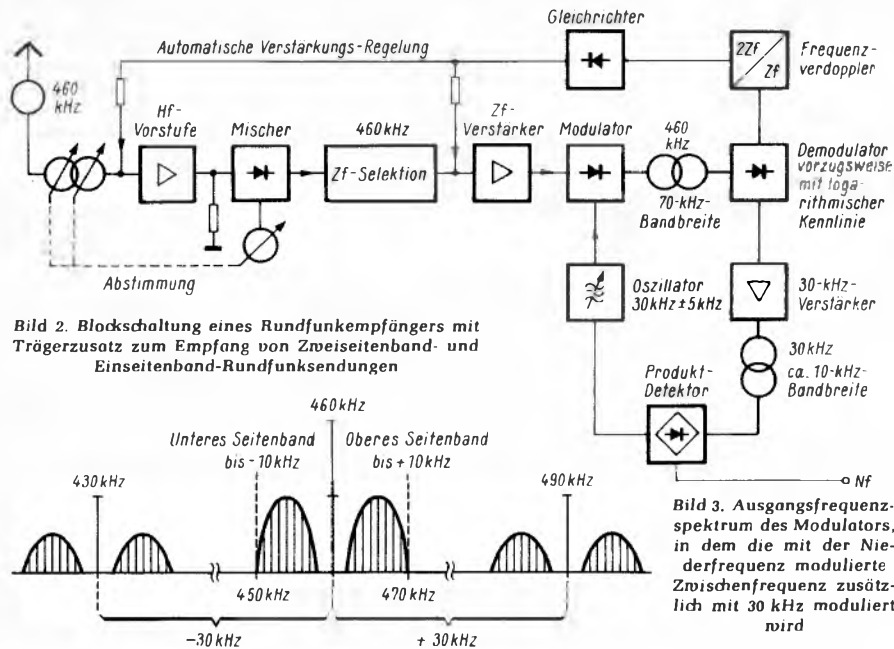 Gleichrichter
Automatische Verstärkungs-Regelung
2Zf
Zf
Frequenz-
verdoppler
460
kHz
Hf-
Vorstufe
Mischer
460kHz
Zf-Selektion
Zf-
Verstärker
Modulator
460
kHz
70-kHz-
Bandbreite
Demodulator
vorzugsweise
mit loga-
rithmischer
Kennlinie
Abstimmung
Oszillator
30kHz±5kHz
30-kHz-
Verstärker
Bild 2. Blockschaltung eines Rundfunkempfängers mit
Trägerzusatz zum Empfang von Zweiseitenband- und
Einseitenband-Rundfunksendungen
30kHz
ca. 10-kHz-
Bandbreite
Produkt-
Detektor
Nf
460kHz
Unteres Seitenband
bis-10kHz
Oberes Seitenband
bis+10kHz
430kHz
490kHz
450kHz
470kHz
-30kHz
+ 30kHz
Bild 3. Ausgangsfrequenz-
spektrum des Modulators,
in dem die mit der Nie-
derfrequenz modulierte
Zwischenfrequenz zusätz-
lich mit 30 kHz moduliert
wird